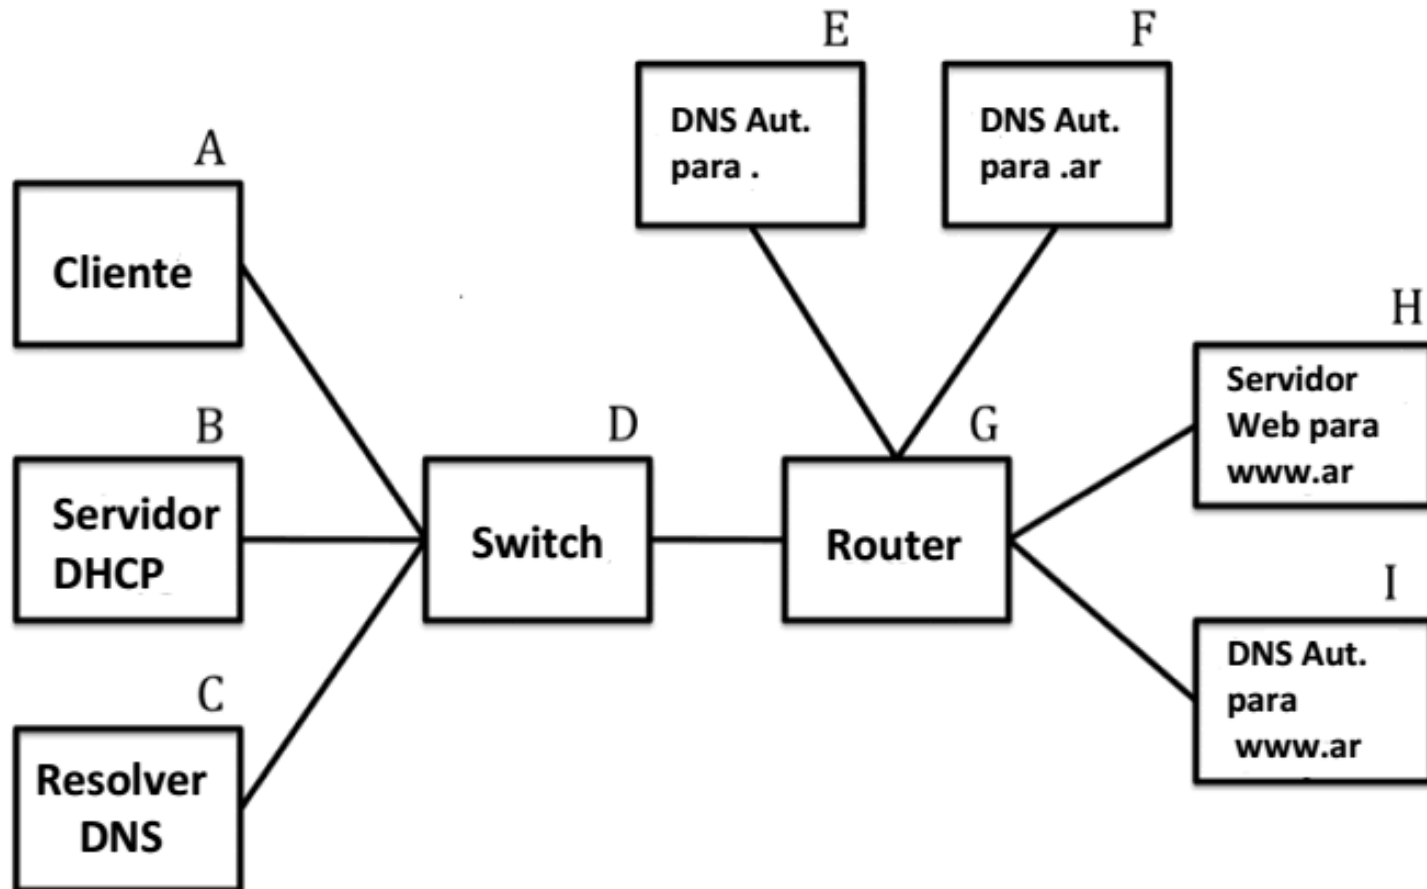 A
Cliente
B
Servidor
DHCP
C
Resolver
DNS
D
Switch
E
DNS Aut.
para .
F
DNS Aut.
para .ar
G
Router
H
Servidor
Web para
www.ar
I
DNS Aut.
para
www.ar